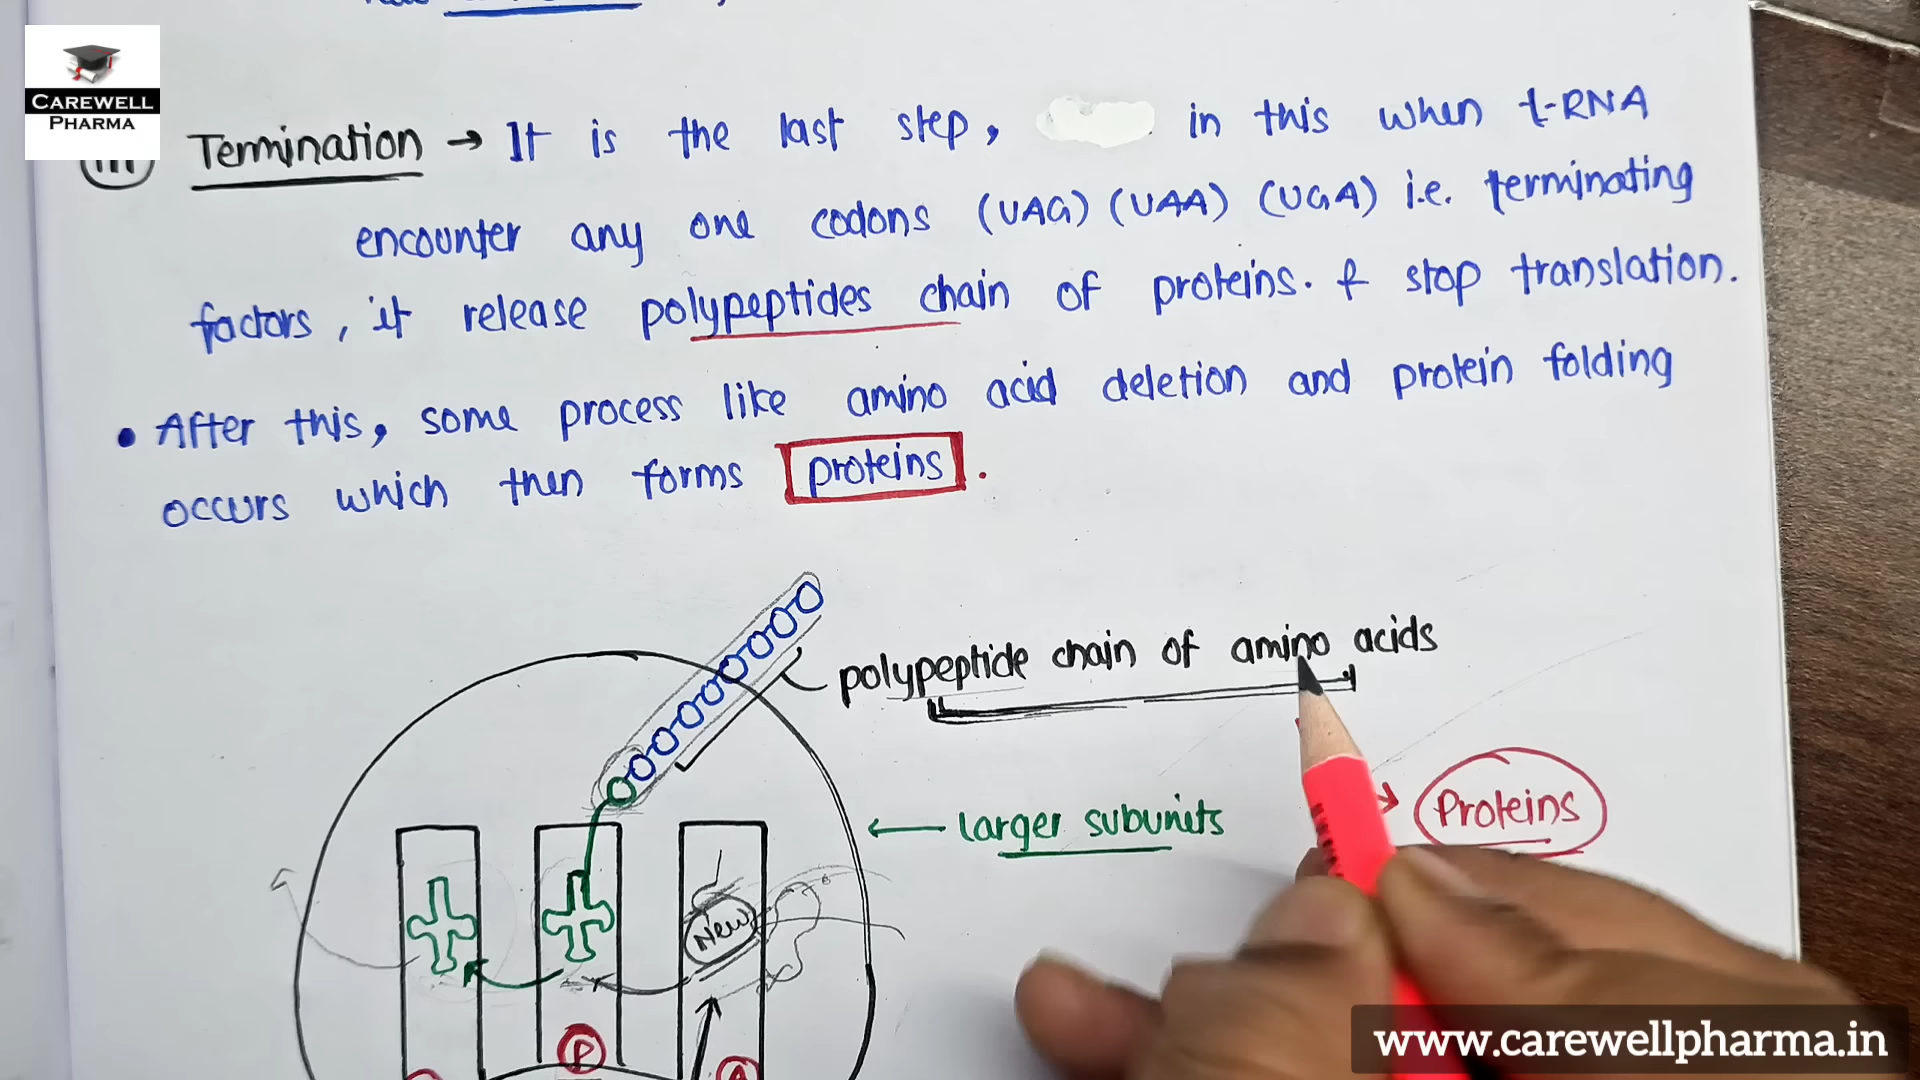 CAREWELL
PHARMA
(iii) Termination → It is the last step, in this when t-RNA
encounter any one codons (UAG) (UAA) (UGA) i.e. terminating
factors, it release polypeptides chain of proteins. & stop translation.
• After this, some process like amino acid deletion and protein folding
occurs which then forms proteins.
polypeptide chain of amino acids
← larger subunits
→ Proteins
New
P
A
www.carewellpharma.in